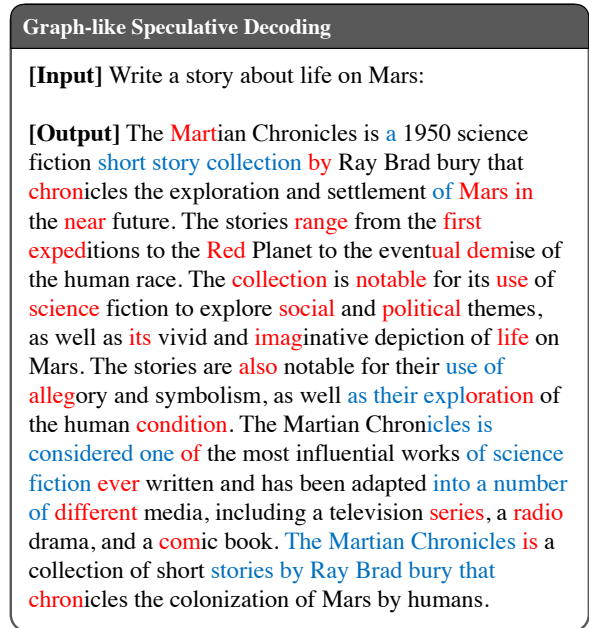 Graph-like Speculative Decoding
[Input] Write a story about life on Mars:
[Output] The Martian Chronicles is a 1950 science
fiction short story collection by Ray Brad bury that
chronicles the exploration and settlement of Mars in
the near future. The stories range from the first
expeditions to the Red Planet to the eventual demise of
the human race. The collection is notable for its use of
science fiction to explore social and political themes,
as well as its vivid and imaginative depiction of life on
Mars. The stories are also notable for their use of
allegory and symbolism, as well as their exploration of
the human condition. The Martian Chronicles is
considered one of the most influential works of science
fiction ever written and has been adapted into a number
of different media, including a television series, a radio
drama, and a comic book. The Martian Chronicles is a
collection of short stories by Ray Brad bury that
chronicles the colonization of Mars by humans.